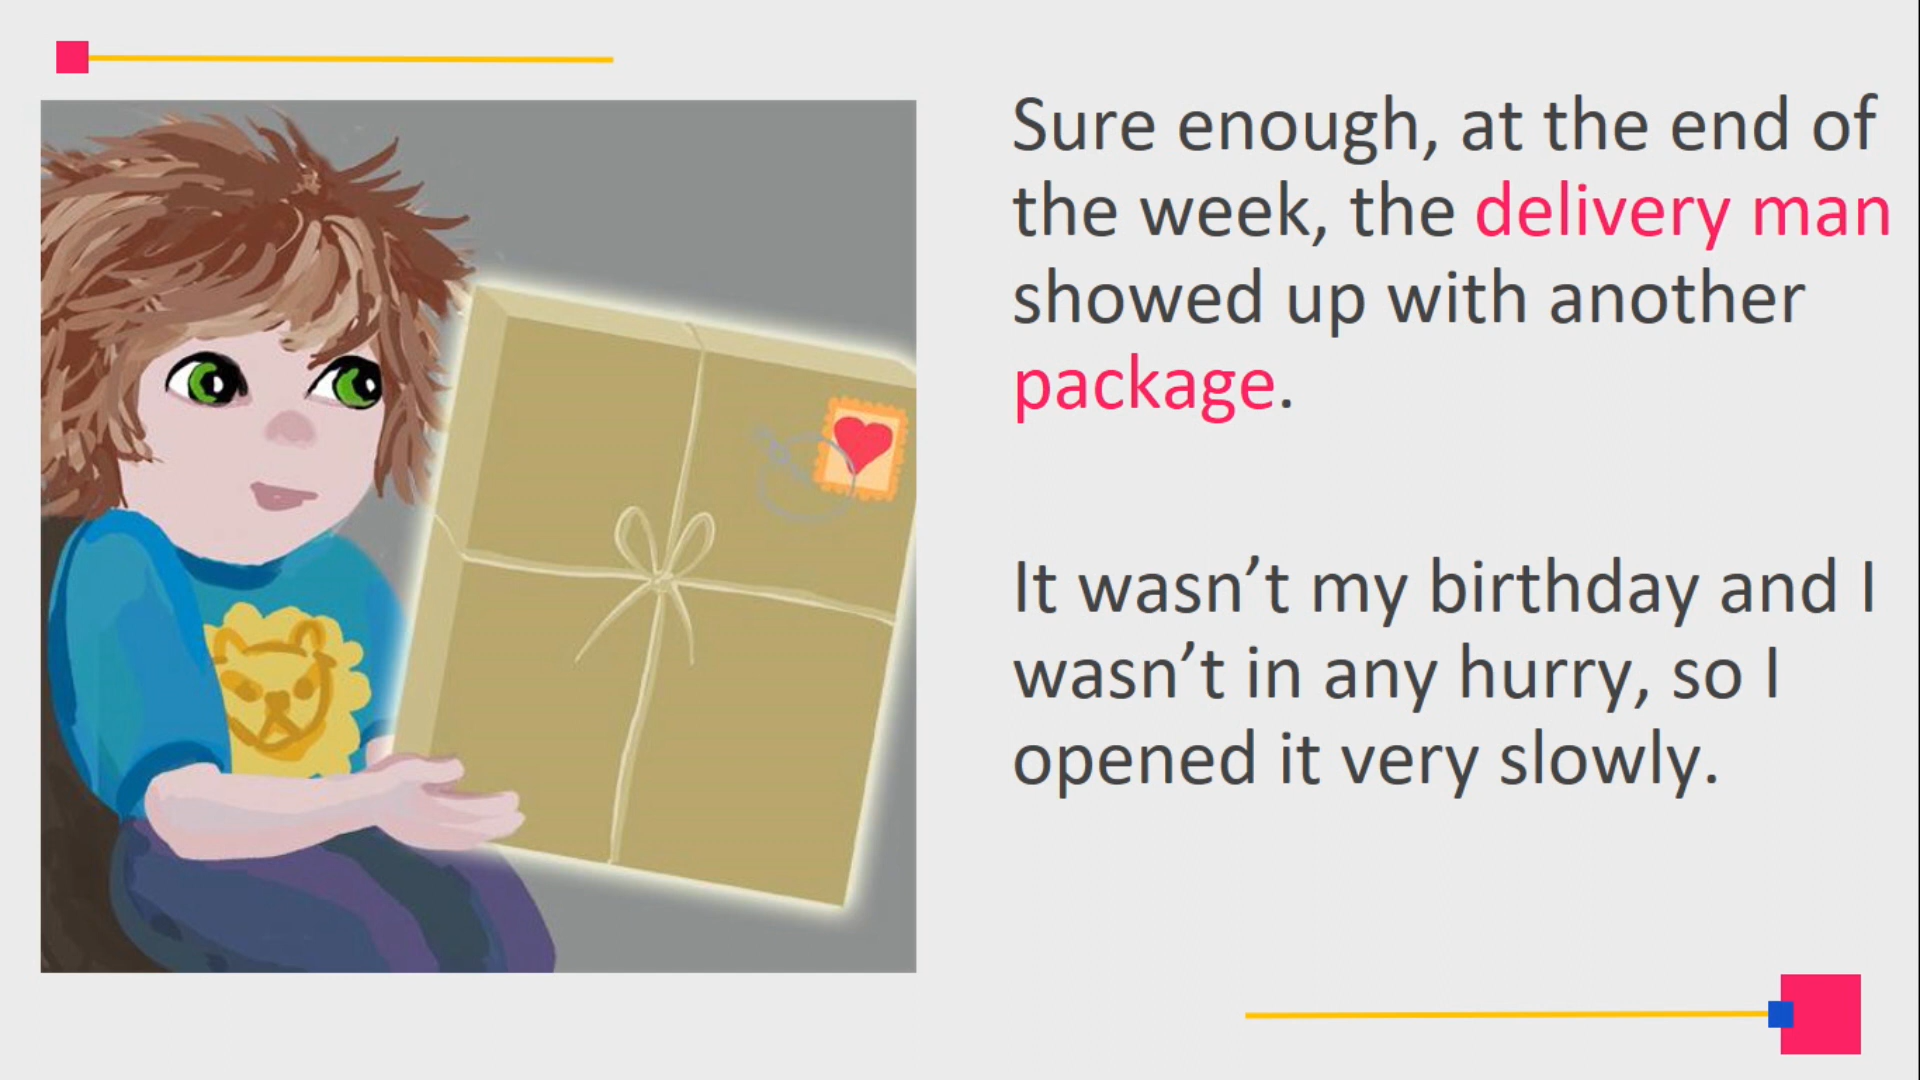 Sure enough, at the end of
the week, the delivery man
showed up with another
package.
It wasn’t my birthday and I
wasn’t in any hurry, so I
opened it very slowly.